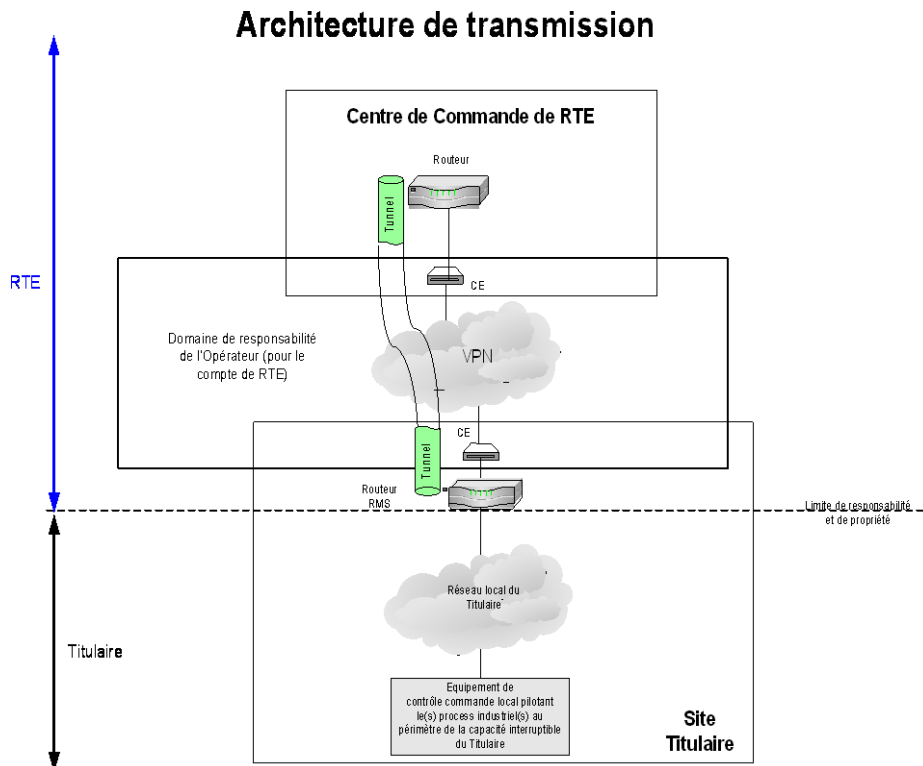 Architecture de transmission
Centre de Commande de RTE
Routeur
Tunnel
CE
RTE
Domaine de responsabilité
de l'Opérateur (pour le
compte de RTE)
VPN
CE
Tunnel
Routeur
RMS
Limite de responsabilité
et de propriété
Réseau local du
Titulaire
Titulaire
Equipement de
contrôle commande local pilotant
le(s) process industriel(s) au
périmètre de la capacité interruptible
du Titulaire
Site
Titulaire